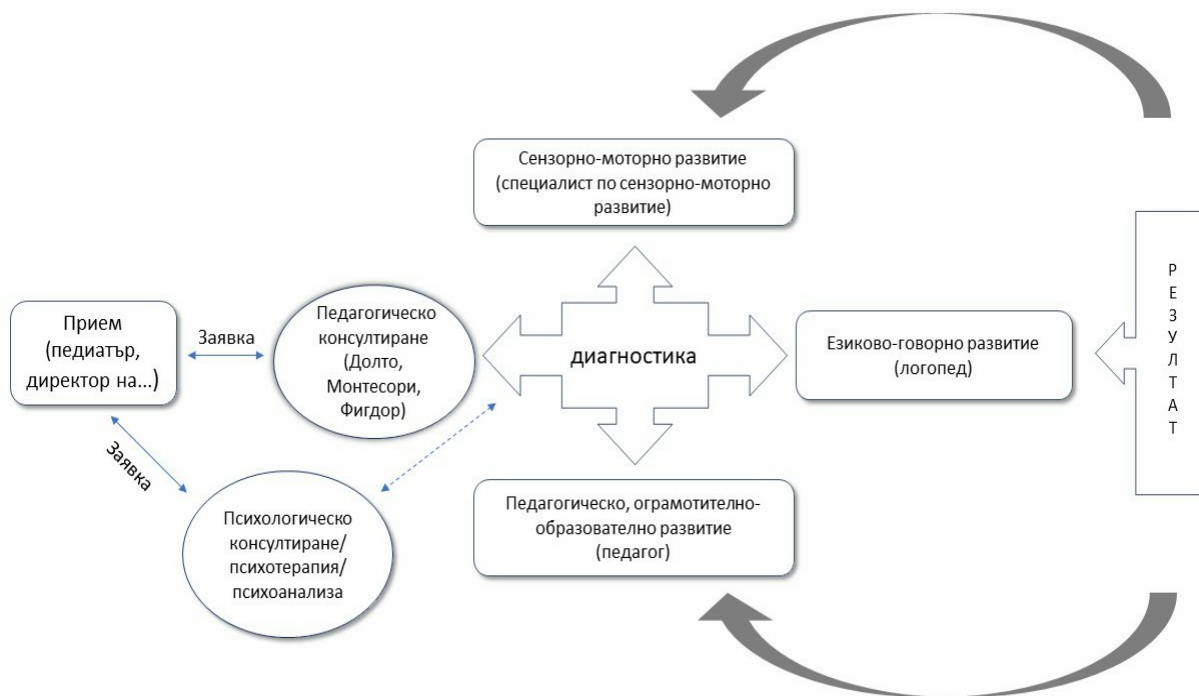 Сензорно-моторно развитие
(специалист по сензорно-моторно
развитие)
Прием
(педиатър,
директор на...)
Заявка
Педагогическо
консултиране
(Долто,
Монтесори,
Фигдор)
диагностика
Езиково-говорно развитие
(логопед)
РЕЗУЛТАТ
Заявка
Психологическо
консултиране/
психотерапия/
психоанализа
Педагогическо, ограмотително-
образователно развитие
(педагог)